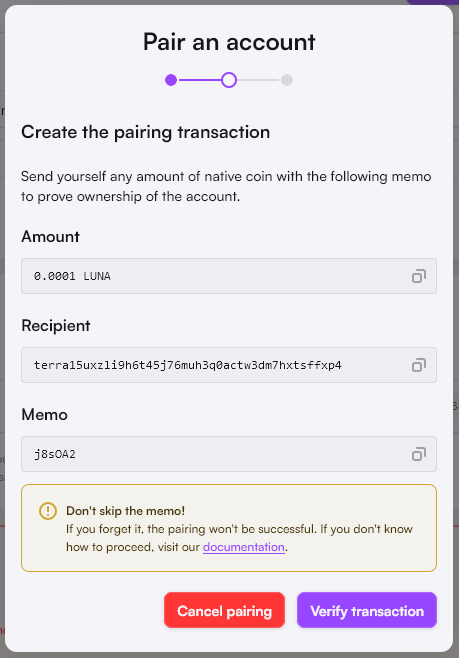 Pair an account
Create the pairing transaction
Send yourself any amount of native coin with the following memo
to prove ownership of the account.
Amount
0.0001 LUNA
Recipient
terra15uxzli9h6t45j76muh3q0actw3dm7hxtsffxp4
Memo
j8sOA2
Don't skip the memo!
If you forget it, the pairing won't be successful. If you don't know
how to proceed, visit our documentation.
Cancel pairing
Verify transaction